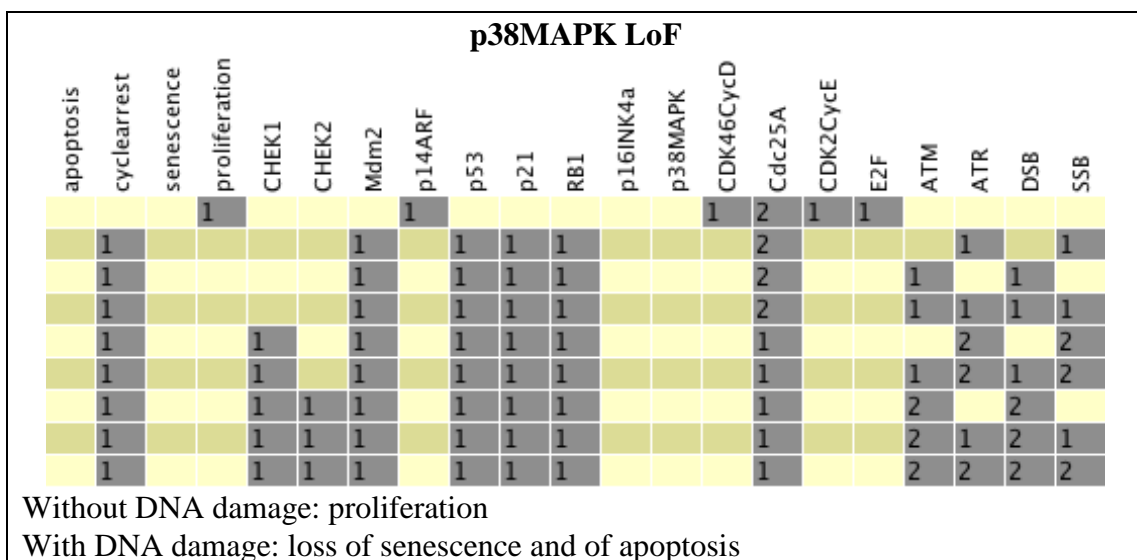 p38MAPK LoF
apoptosis cyclearrest senescence proliferation CHEK1 CHEK2 Mdm2 p14ARF p53 p21 RB1 p16INK4a p38MAPK CDK46CycD Cdc25A CDK2CycE E2F ATM ATR DSB SSB
1 1 1 2 1 1
1 1 1 1 1 2 1 1
1 1 1 1 1 2 1 1
1 1 1 1 1 2 1 1 1 1
1 1 1 1 1 1 1 2 2
1 1 1 1 1 1 1 1 2 1 2
1 1 1 1 1 1 1 1 2 2
1 1 1 1 1 1 1 1 2 1 2 1
1 1 1 1 1 1 1 1 2 2 2 2
Without DNA damage: proliferation
With DNA damage: loss of senescence and of apoptosis